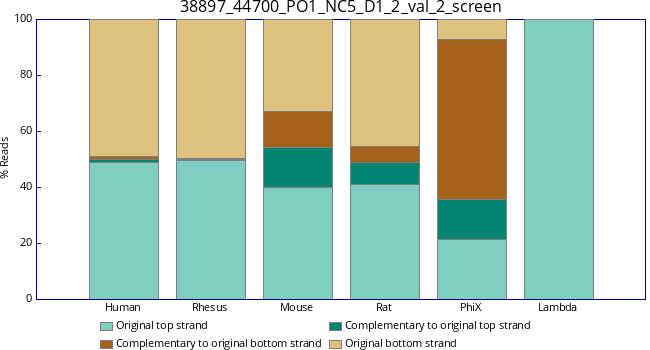 38897_44700_PO1_NC5_D1_2_val_2_screen
100
80
60
40
20
0
% Reads
Human Rhesus Mouse Rat PhiX Lambda
Original top strand Complementary to original top strand
Complementary to original bottom strand Original bottom strand